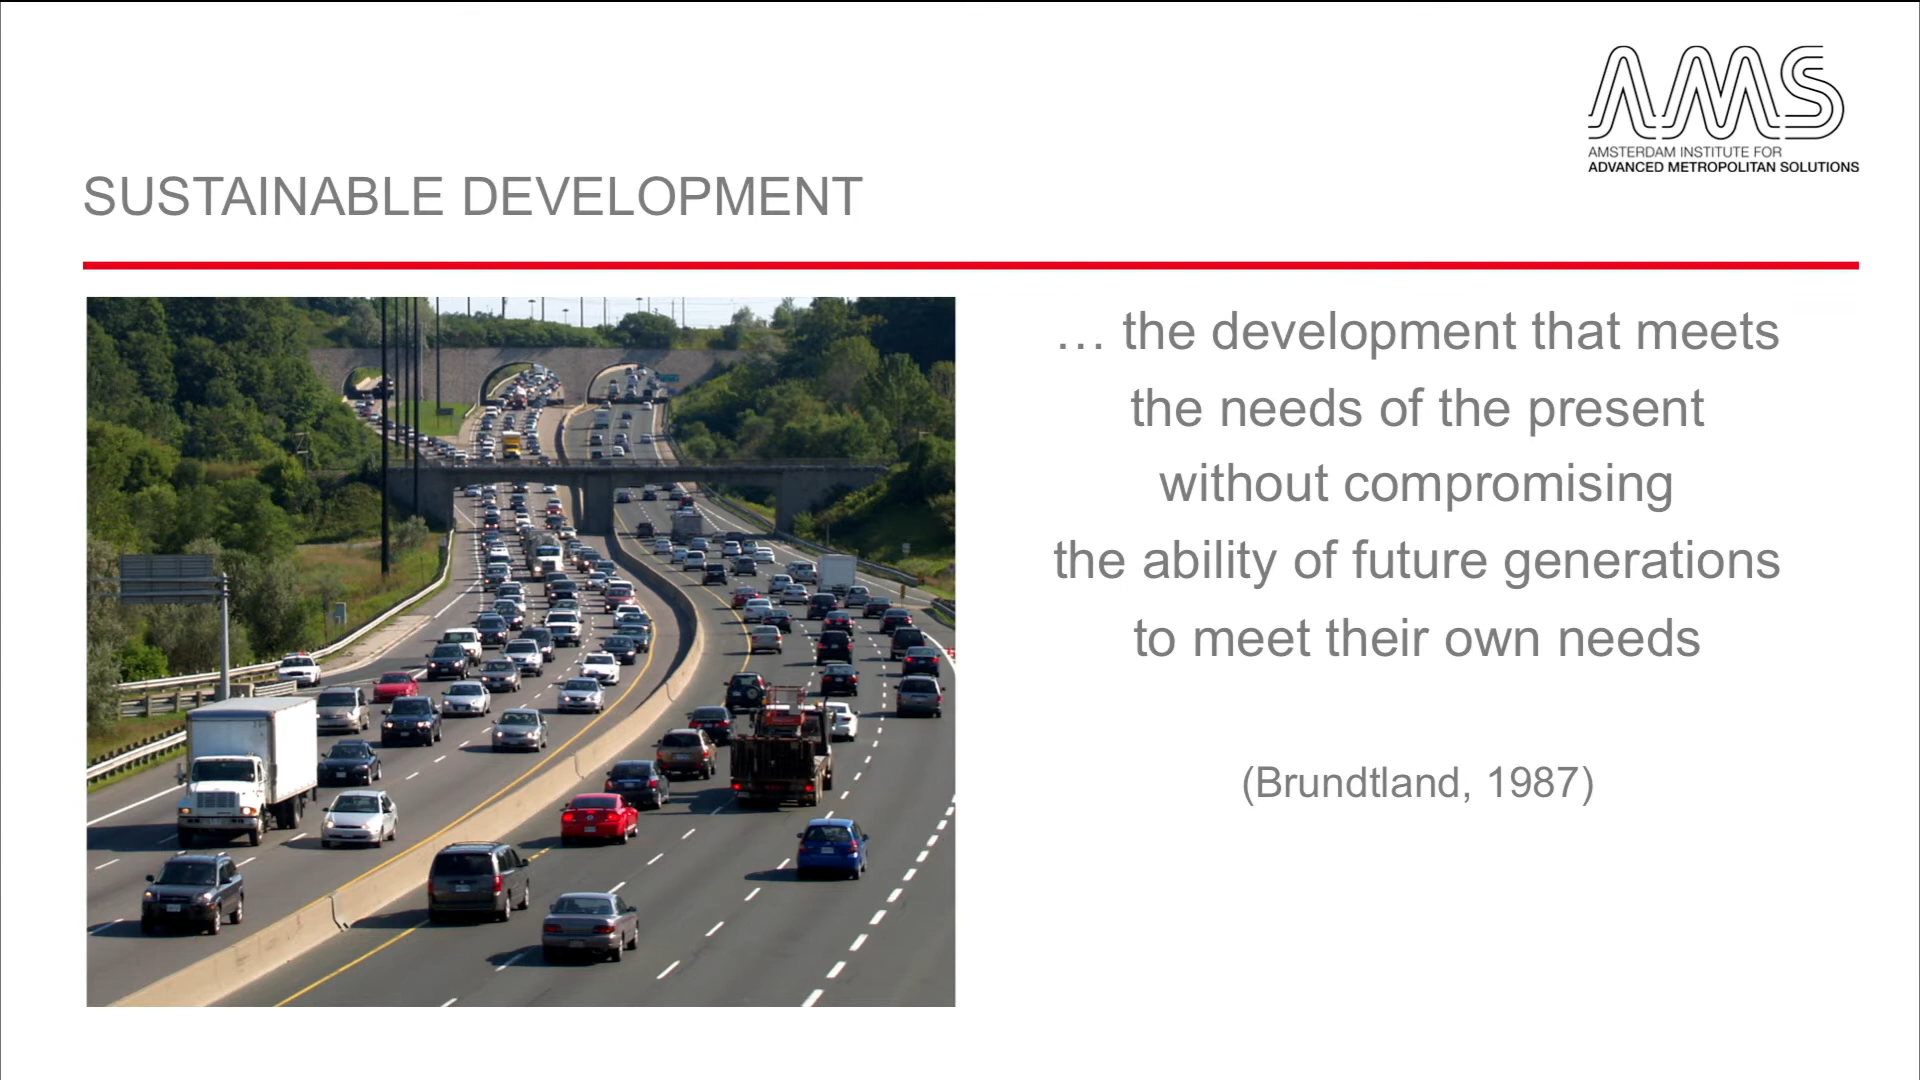 AMS
AMSTERDAM INSTITUTE FOR
ADVANCED METROPOLITAN SOLUTIONS
SUSTAINABLE DEVELOPMENT
… the development that meets
the needs of the present
without compromising
the ability of future generations
to meet their own needs
(Brundtland, 1987)